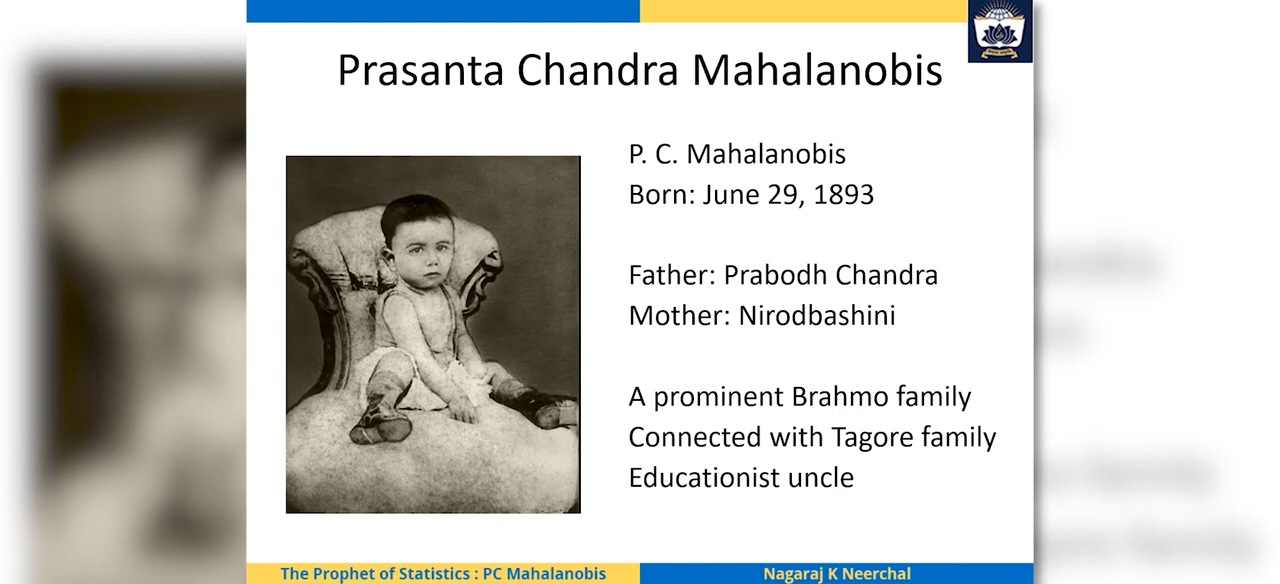 Prasanta Chandra Mahalanobis
P. C. Mahalanobis
Born: June 29, 1893
Father: Prabodh Chandra
Mother: Nirodbashini
A prominent Brahmo family
Connected with Tagore family
Educationist uncle
The Prophet of Statistics : PC Mahalanobis
Nagaraj K Neerchal